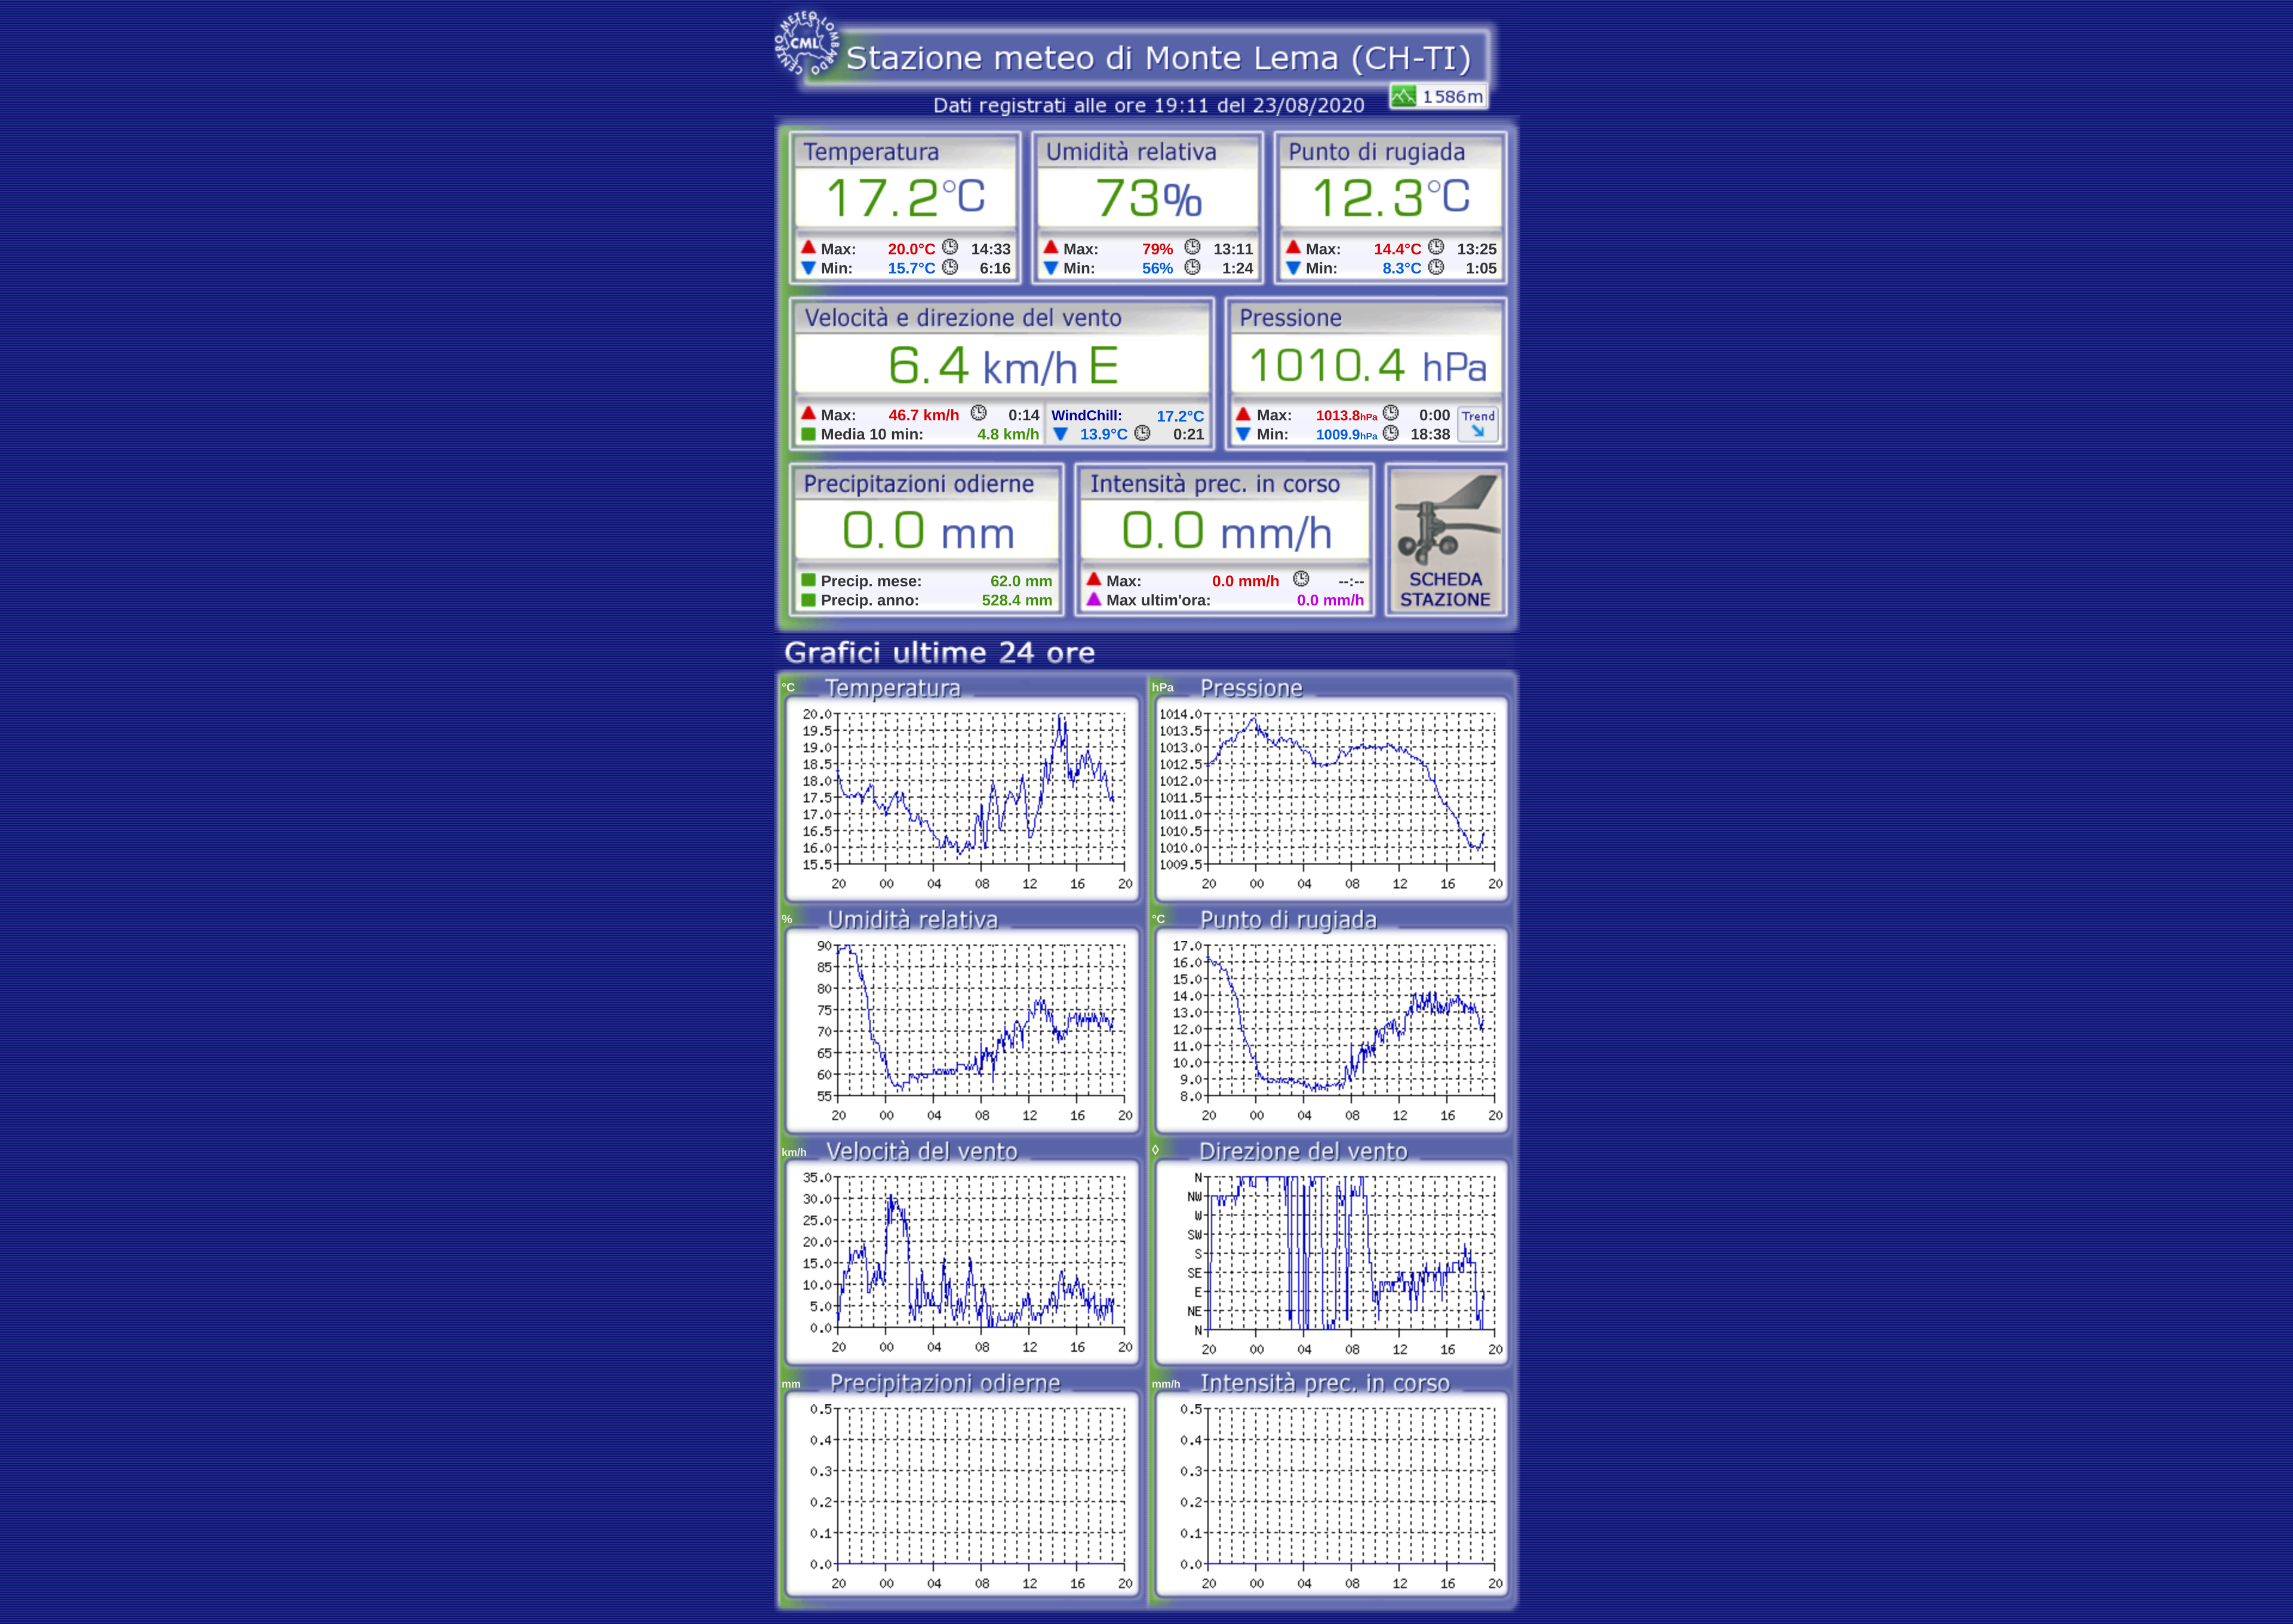 CENTRO METEO LOMBARDO
CML
Stazione meteo di Monte Lema (CH-TI)
Dati registrati alle ore 19:11 del 23/08/2020
1586m
Temperatura
17.2°C
Max: 20.0°C 14:33
Min: 15.7°C 6:16
Umidità relativa
73%
Max: 79% 13:11
Min: 56% 1:24
Punto di rugiada
12.3°C
Max: 14.4°C 13:25
Min: 8.3°C 1:05
Velocità e direzione del vento
6.4 km/h E
Max: 46.7 km/h 0:14
Media 10 min: 4.8 km/h
WindChill: 17.2°C
13.9°C 0:21
Pressione
1010.4 hPa
Max: 1013.8hPa 0:00
Min: 1009.9hPa 18:38
Trend
Precipitazioni odierne
0.0 mm
Precip. mese: 62.0 mm
Precip. anno: 528.4 mm
Intensità prec. in corso
0.0 mm/h
Max: 0.0 mm/h --:--
Max ultim'ora: 0.0 mm/h
SCHEDA
STAZIONE
Grafici ultime 24 ore
°C Temperatura
20.0
19.5
19.0
18.5
18.0
17.5
17.0
16.5
16.0
15.5
20 00 04 08 12 16 20
hPa Pressione
1014.0
1013.5
1013.0
1012.5
1012.0
1011.5
1011.0
1010.5
1010.0
1009.5
20 00 04 08 12 16 20
% Umidità relativa
90
85
80
75
70
65
60
55
20 00 04 08 12 16 20
°C Punto di rugiada
17.0
16.0
15.0
14.0
13.0
12.0
11.0
10.0
9.0
8.0
20 00 04 08 12 16 20
km/h Velocità del vento
35.0
30.0
25.0
20.0
15.0
10.0
5.0
0.0
20 00 04 08 12 16 20
◊ Direzione del vento
N
NW
W
SW
S
SE
E
NE
N
20 00 04 08 12 16 20
mm Precipitazioni odierne
0.5
0.4
0.3
0.2
0.1
0.0
20 00 04 08 12 16 20
mm/h Intensità prec. in corso
0.5
0.4
0.3
0.2
0.1
0.0
20 00 04 08 12 16 20